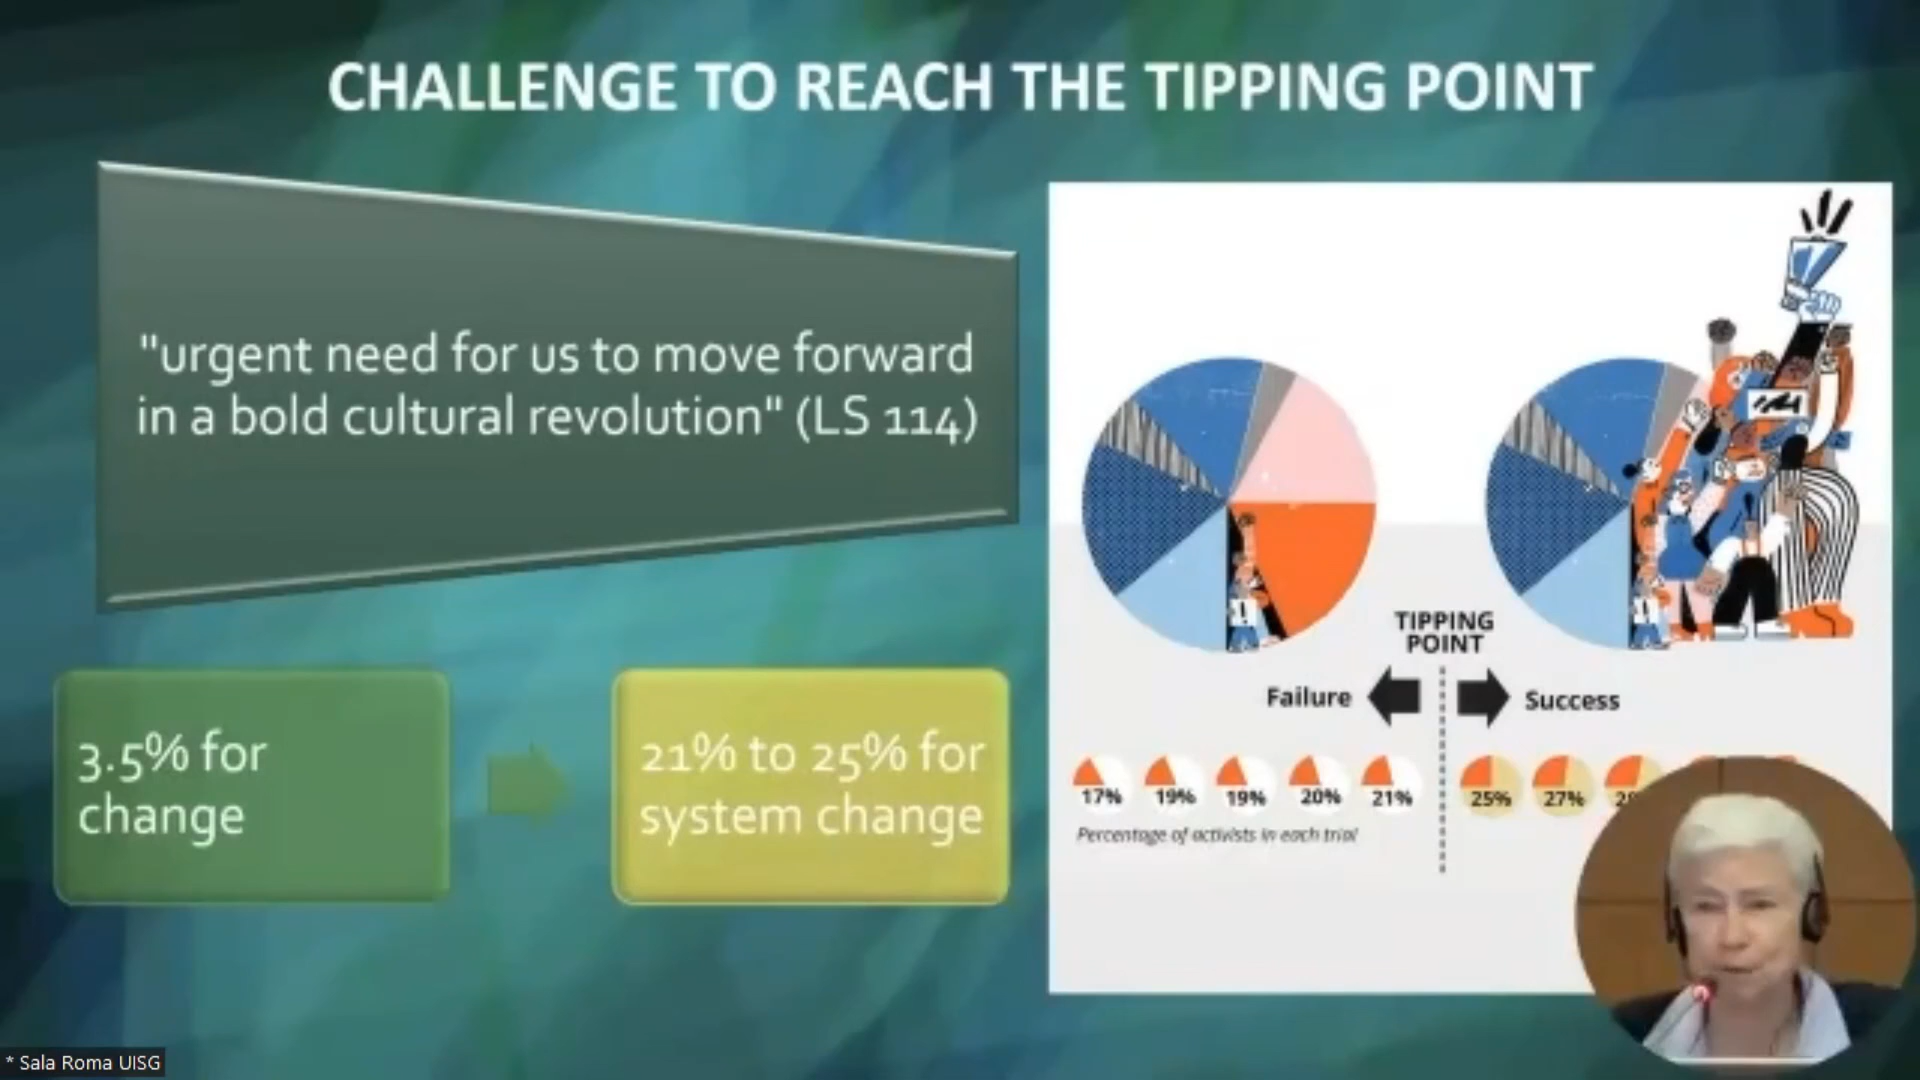 CHALLENGE TO REACH THE TIPPING POINT
"urgent need for us to move forward
in a bold cultural revolution" (LS 114)
3.5% for
change
21% to 25% for
system change
TIPPING
POINT
Failure
Success
17%
19%
19%
20%
21%
25%
27%
Percentage of activists in each trial
* Sala Roma UISG